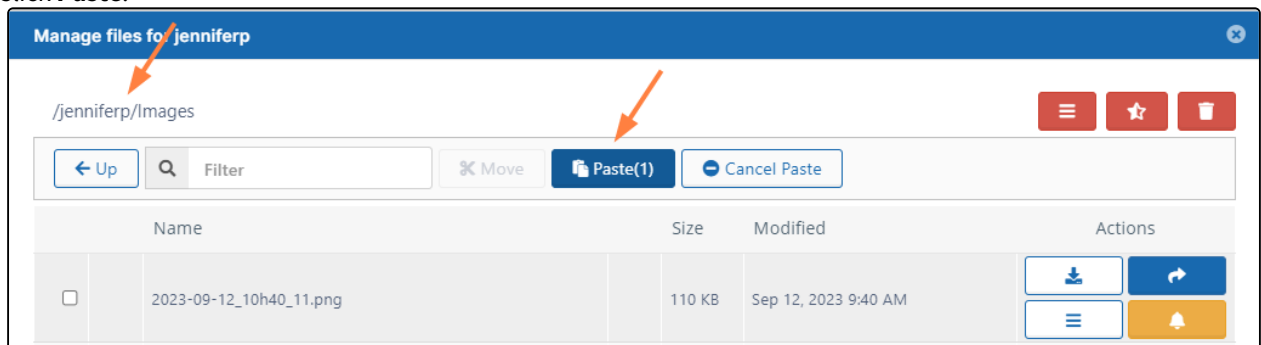 Manage files for jenniferp
/jenniferp/Images
Up Filter Move Paste(1) Cancel Paste
Name Size Modified Actions
2023-09-12_10h40_11.png 110 KB Sep 12, 2023 9:40 AM